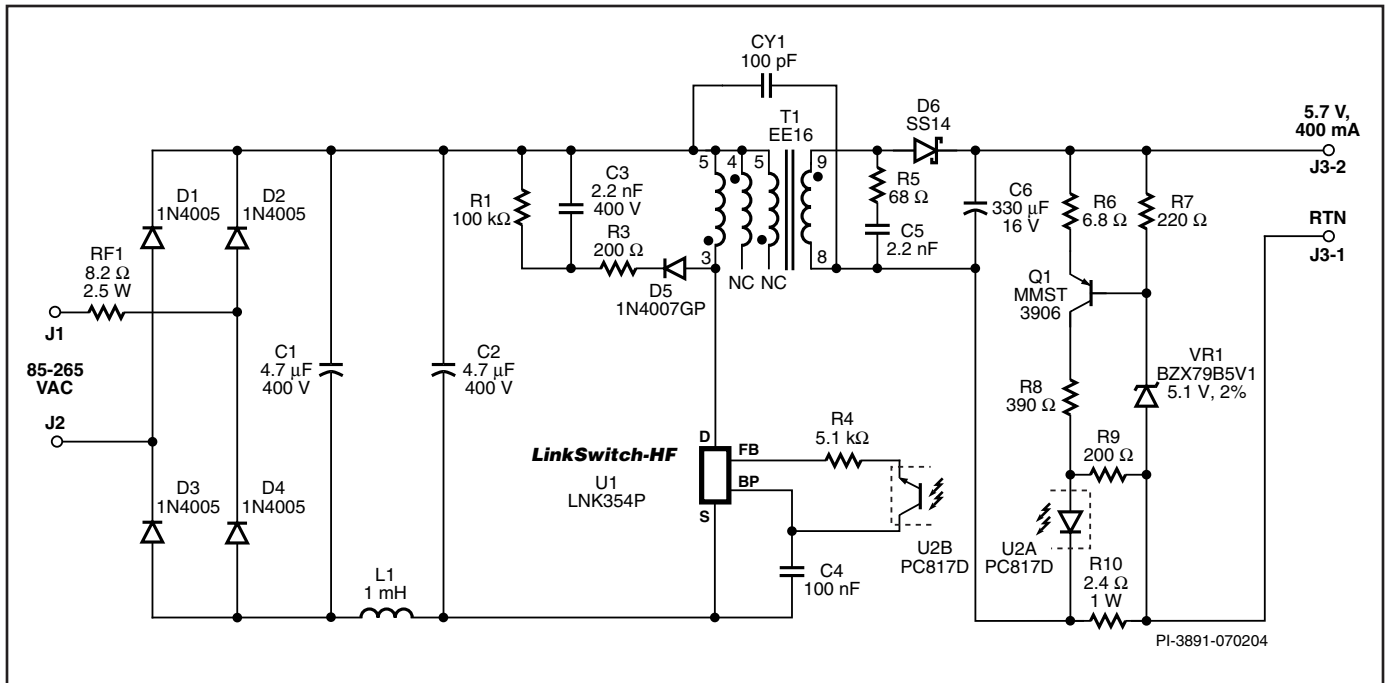 CY1
100 pF
T1
EE16
D6
SS14
5.7 V,
400 mA
J3-2
5
4
5
9
D1
1N4005
D2
1N4005
R1
100 kΩ
C3
2.2 nF
400 V
R5
68 Ω
C6
330 µF
16 V
R6
6.8 Ω
R7
220 Ω
RTN
J3-1
R3
200 Ω
C5
2.2 nF
3
8
NC NC
D5
1N4007GP
RF1
8.2 Ω
2.5 W
Q1
MMST
3906
J1
85-265
VAC
J2
C1
4.7 µF
400 V
C2
4.7 µF
400 V
VR1
BZX79B5V1
5.1 V, 2%
R8
390 Ω
R4
5.1 kΩ
R9
200 Ω
D
FB
BP
S
LinkSwitch-HF
U1
LNK354P
D3
1N4005
D4
1N4005
U2B
PC817D
U2A
PC817D
L1
1 mH
C4
100 nF
R10
2.4 Ω
1 W
PI-3891-070204